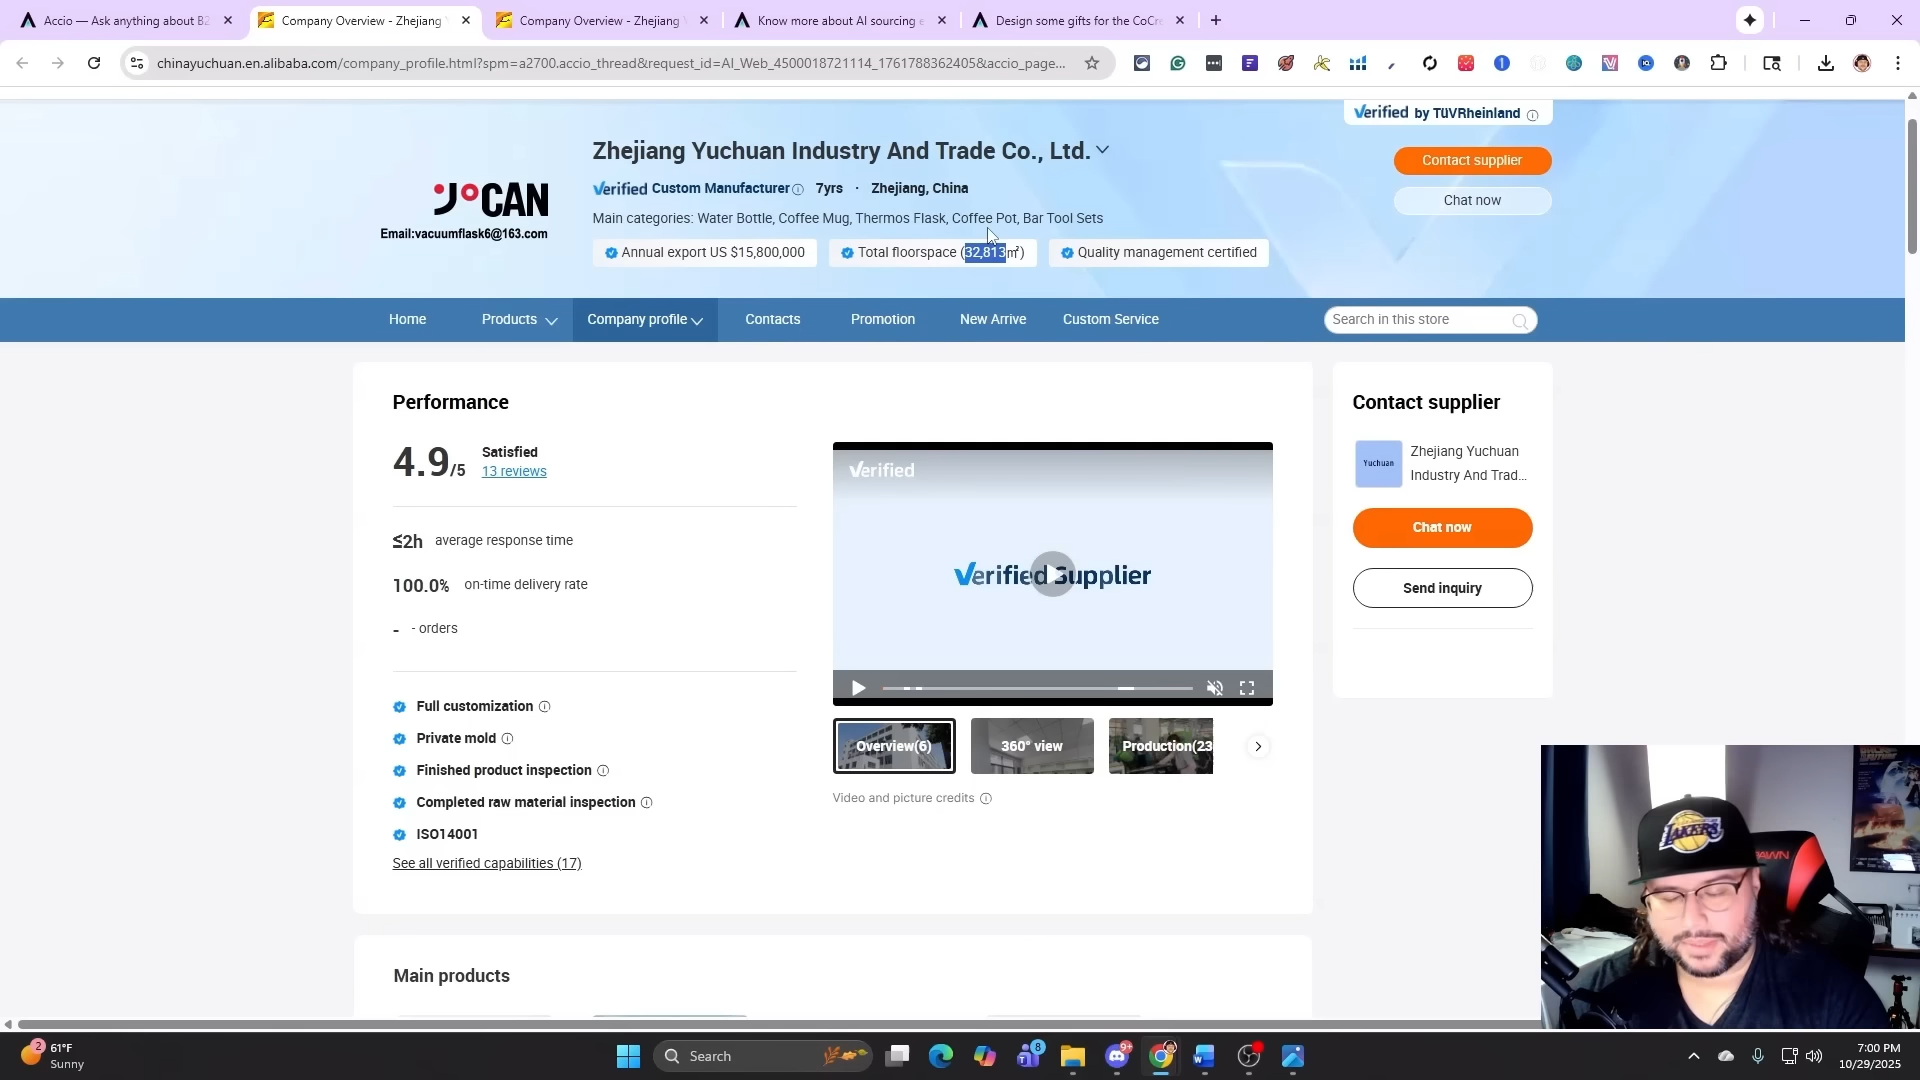 Accio — Ask anything about B2
Company Overview - Zhejiang Y
Company Overview - Zhejiang Y
Know more about AI sourcing e
Design some gifts for the CoCre
chinayuchuan.en.alibaba.com/company_profile.html?spm=a2700.accio_thread&request_id=AI_Web_4500018721114_1761788362405&accio_page...
Verified by TüVRheinland
Zhejiang Yuchuan Industry And Trade Co., Ltd.
Contact supplier
Verified Custom Manufacturer 7yrs · Zhejiang, China
JOCAN
Chat now
Main categories: Water Bottle, Coffee Mug, Thermos Flask, Coffee Pot, Bar Tool Sets
Email:vacuumflask6@163.com
Annual export US $15,800,000
Total floorspace (32,813㎡)
Quality management certified
Home
Products
Company profile
Contacts
Promotion
New Arrive
Custom Service
Search in this store
Performance
4.9/5
Satisfied
13 reviews
≤2h average response time
100.0% on-time delivery rate
- - orders
Full customization
Private mold
Finished product inspection
Completed raw material inspection
ISO14001
See all verified capabilities (17)
Verified
Verified Supplier
Overview(6)
360° view
Production(23
Video and picture credits
Contact supplier
Yuchuan
Zhejiang Yuchuan
Industry And Trad...
Chat now
Send inquiry
Main products
LAKERS
2
61°F
Sunny
Search
8
9+
7:00 PM
10/29/2025